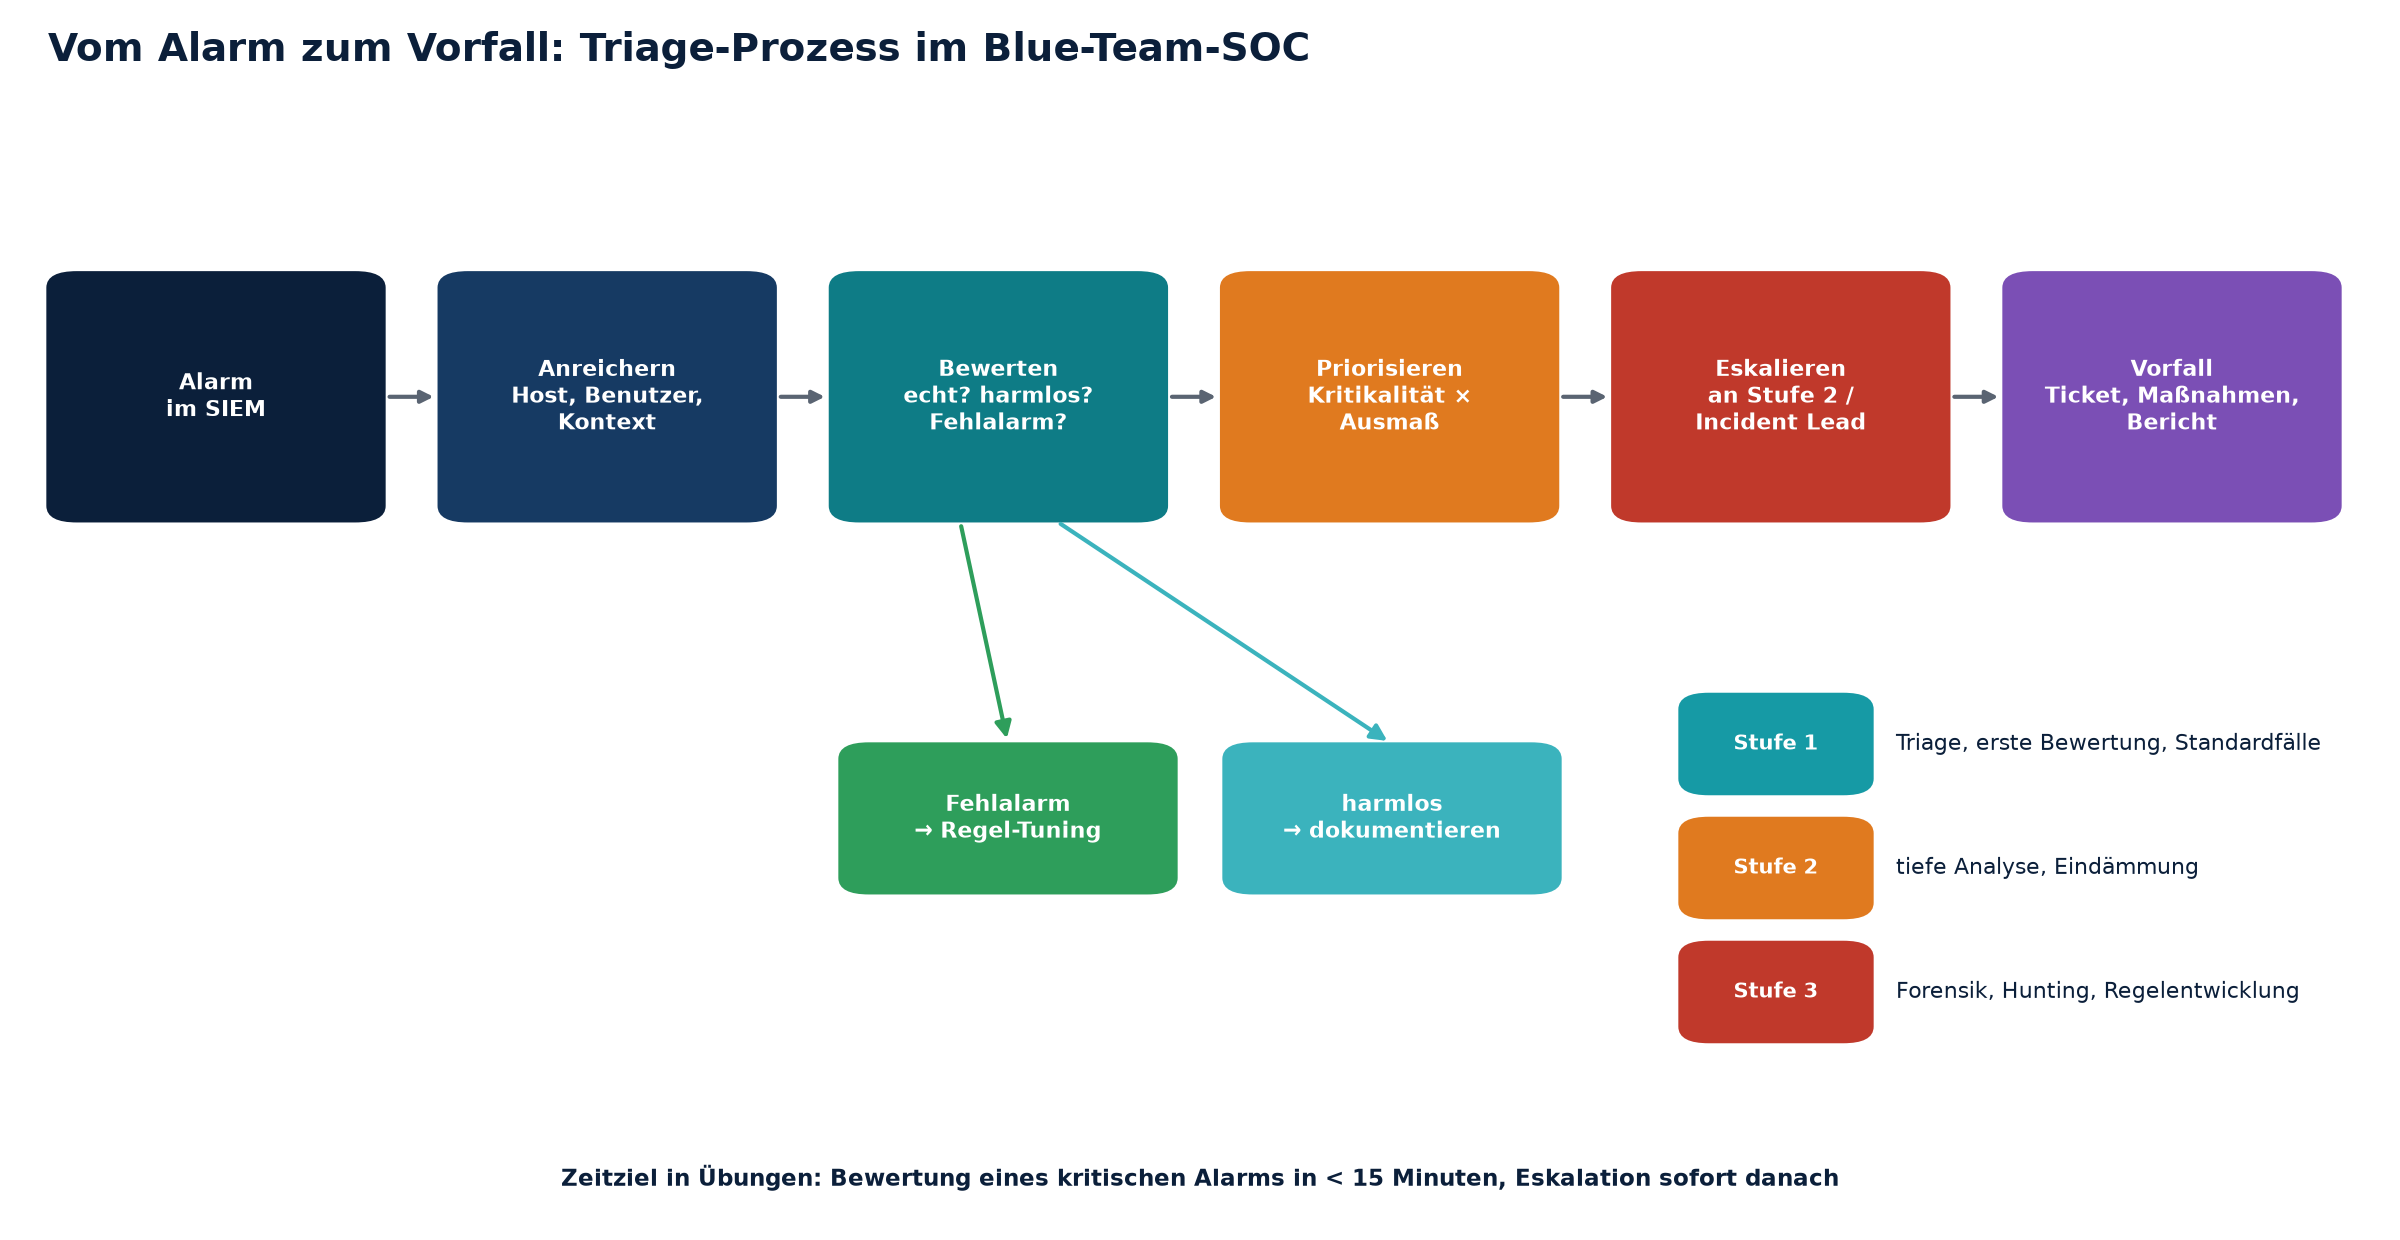 Vom Alarm zum Vorfall: Triage-Prozess im Blue-Team-SOC
Alarm
im SIEM
Anreichern
Host, Benutzer,
Kontext
Bewerten
echt? harmlos?
Fehlalarm?
Priorisieren
Kritikalität ×
Ausmaß
Eskalieren
an Stufe 2 /
Incident Lead
Vorfall
Ticket, Maßnahmen,
Bericht
Fehlalarm
→ Regel-Tuning
harmlos
→ dokumentieren
Stufe 1
Triage, erste Bewertung, Standardfälle
Stufe 2
tiefe Analyse, Eindämmung
Stufe 3
Forensik, Hunting, Regelentwicklung
Zeitziel in Übungen: Bewertung eines kritischen Alarms in < 15 Minuten, Eskalation sofort danach